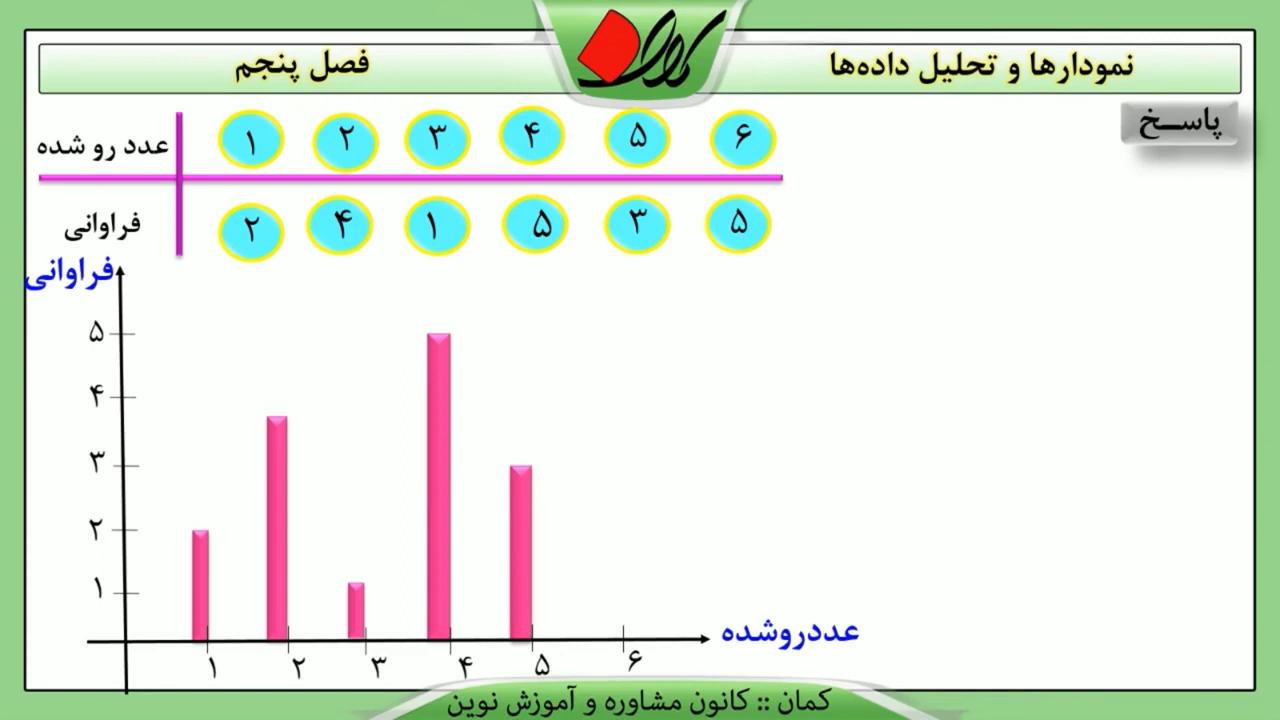 نمودارها و تحلیل داده‌ها
کمان
فصل پنجم
پاســخ
عدد رو شده ۱ ۲ ۳ ۴ ۵ ۶
فراوانی ۲ ۴ ۱ ۵ ۳ ۵
فراوانی
۵
۴
۳
۲
۱
۱ ۲ ۳ ۴ ۵ ۶
عددروشده
کمان :: کانون مشاوره و آموزش نوین